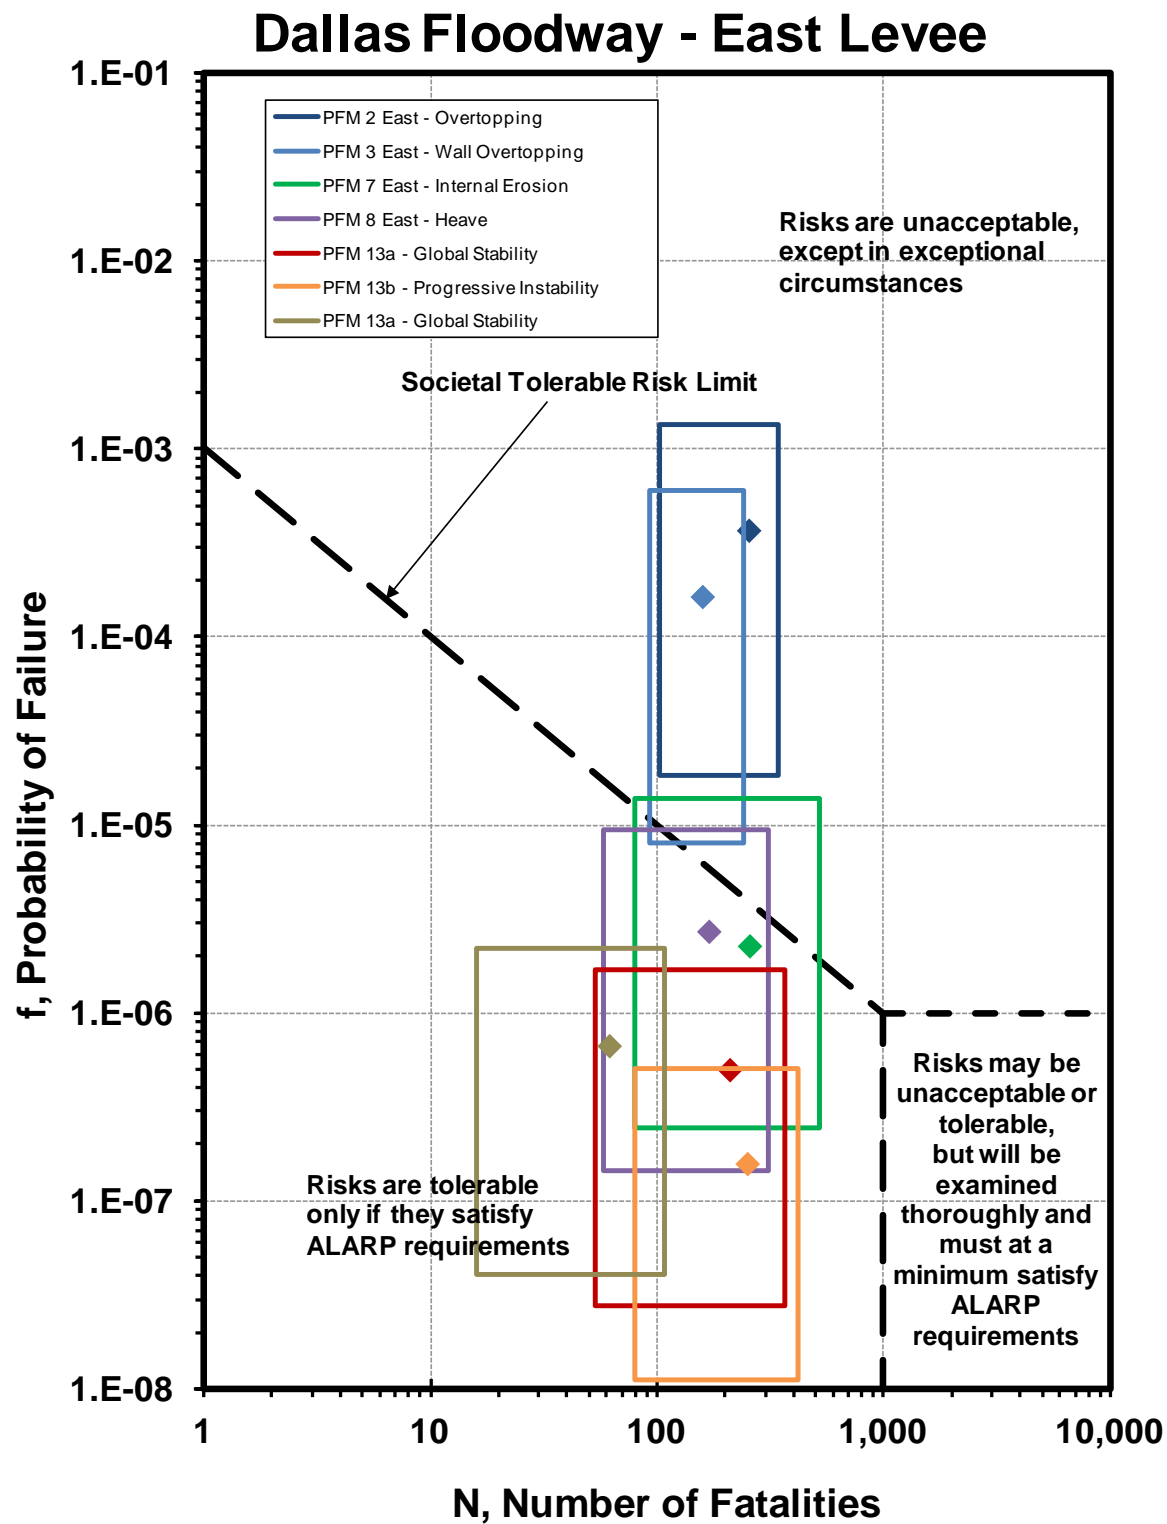 Dallas Floodway - East Levee
1.E-01
1.E-02
1.E-03
1.E-04
1.E-05
1.E-06
1.E-07
1.E-08
f, Probability of Failure
PFM 2 East - Overtopping
PFM 3 East - Wall Overtopping
PFM 7 East - Internal Erosion
PFM 8 East - Heave
PFM 13a - Global Stability
PFM 13b - Progressive Instability
PFM 13a - Global Stability
Risks are unacceptable,
except in exceptional
circumstances
Societal Tolerable Risk Limit
Risks are tolerable
only if they satisfy
ALARP requirements
Risks may be
unacceptable or
tolerable,
but will be
examined
thoroughly and
must at a
minimum satisfy
ALARP
requirements
1
10
100
1,000
10,000
N, Number of Fatalities